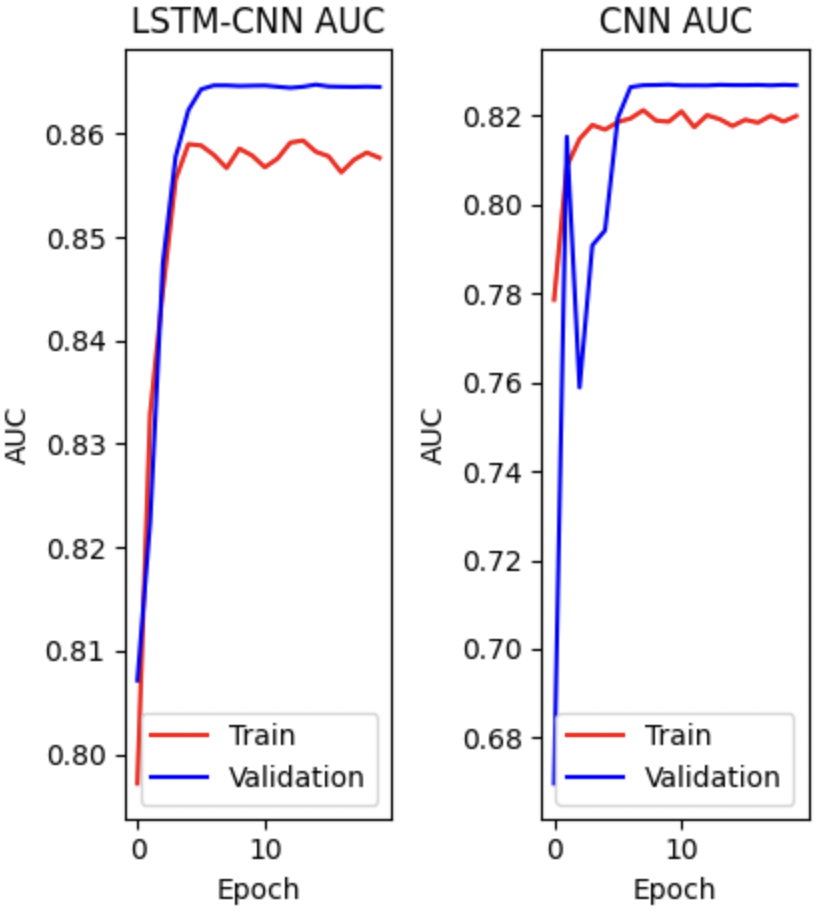 LSTM-CNN AUC
AUC
0.86
0.85
0.84
0.83
0.82
0.81
0.80
Train
Validation
0 10
Epoch
CNN AUC
AUC
0.82
0.80
0.78
0.76
0.74
0.72
0.70
0.68
Train
Validation
0 10
Epoch